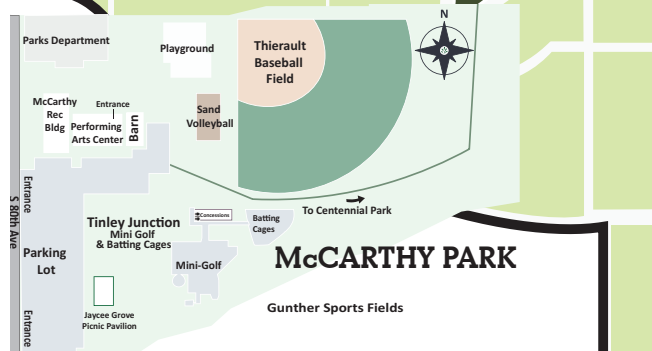 N
Parks Department
Playground
Thierault
Baseball
Field
McCarthy
Rec
Bldg
Entrance
Performing
Arts Center
Barn
Sand
Volleyball
S 80th Ave
Entrance
To Centennial Park
Concessions
Batting
Cages
Tinley Junction
Mini Golf
& Batting Cages
Parking
Lot
Mini-Golf
McCARTHY PARK
Jaycee Grove
Picnic Pavilion
Gunther Sports Fields
Entrance